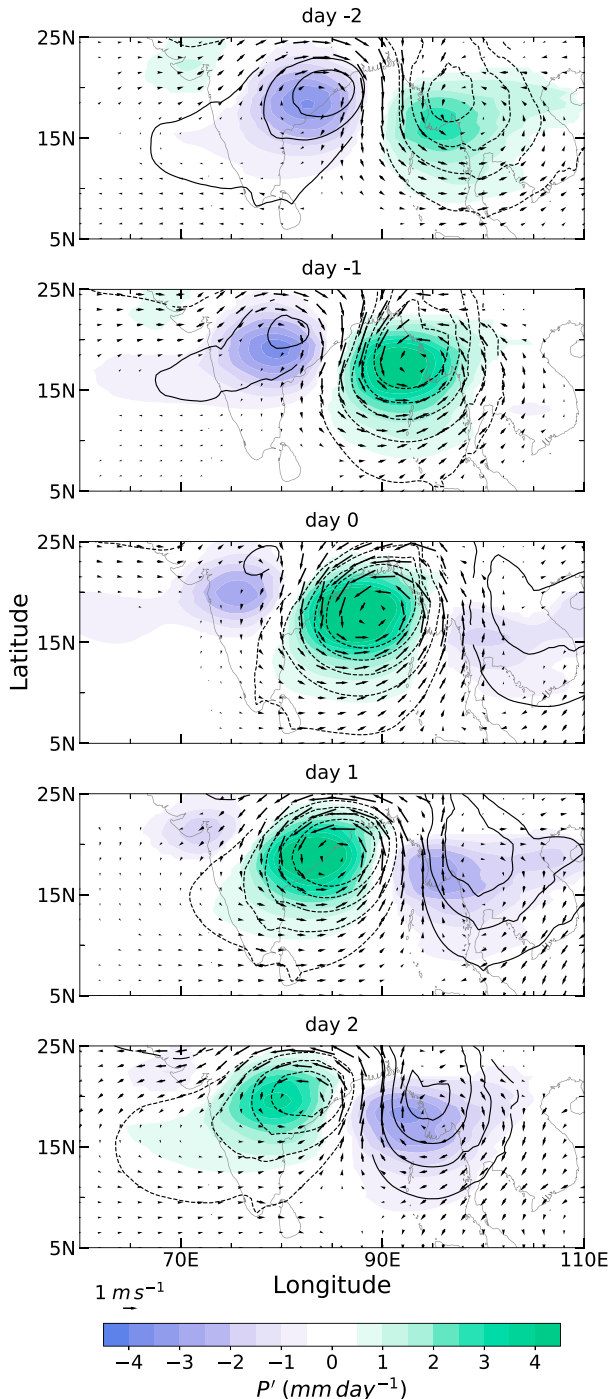 day -2
25N
15N
5N
day -1
25N
15N
5N
day 0
25N
15N
5N
Latitude
day 1
25N
15N
5N
day 2
25N
15N
5N
70E 90E 110E
Longitude
1 m s⁻¹
−4 −3 −2 −1 0 1 2 3 4
P′ (mm day⁻¹)